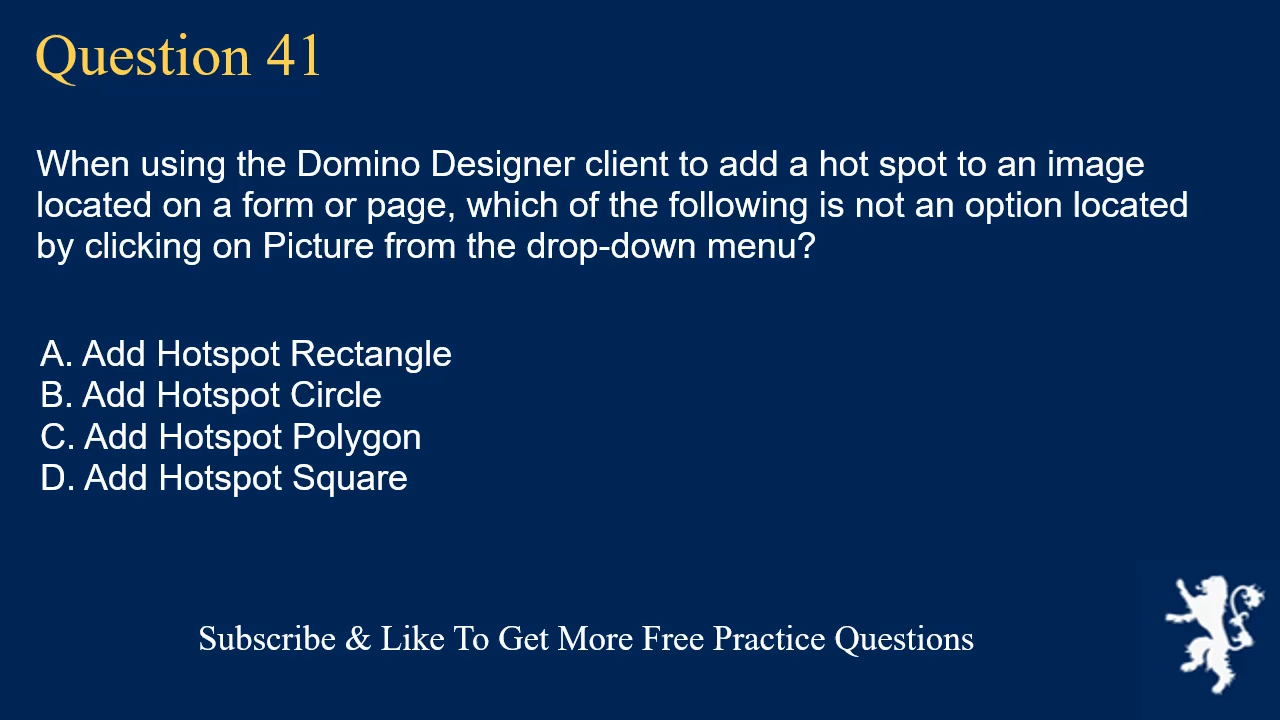 Question 41
When using the Domino Designer client to add a hot spot to an image
located on a form or page, which of the following is not an option located
by clicking on Picture from the drop-down menu?
A. Add Hotspot Rectangle
B. Add Hotspot Circle
C. Add Hotspot Polygon
D. Add Hotspot Square
Subscribe & Like To Get More Free Practice Questions